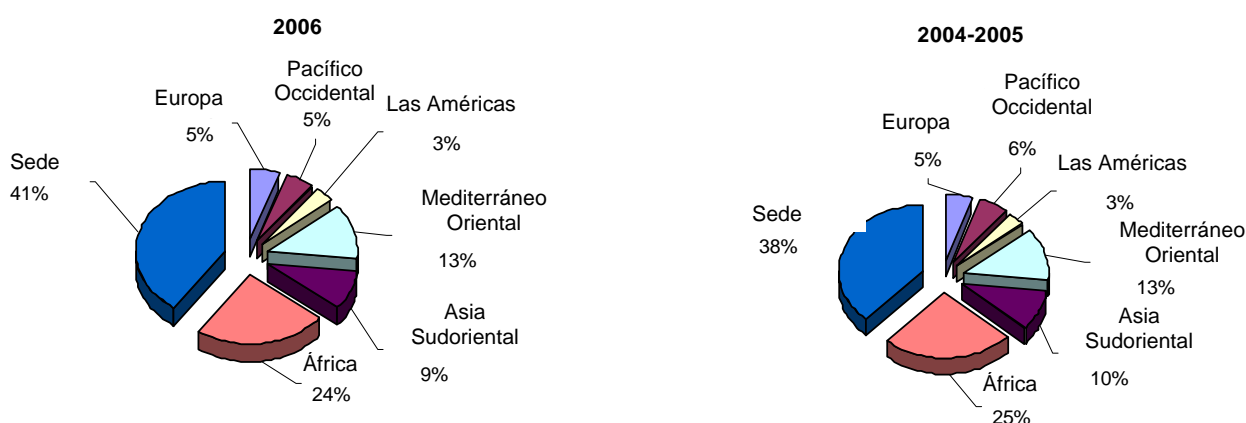 2006
Pacífico
Occidental
5%
Europa
5%
Las Américas
3%
Sede
41%
Mediterráneo
Oriental
13%
Asia
Sudoriental
9%
África
24%
2004-2005
Pacífico
Occidental
6%
Europa
5%
Las Américas
3%
Sede
38%
Mediterráneo
Oriental
13%
Asia
Sudoriental
10%
África
25%